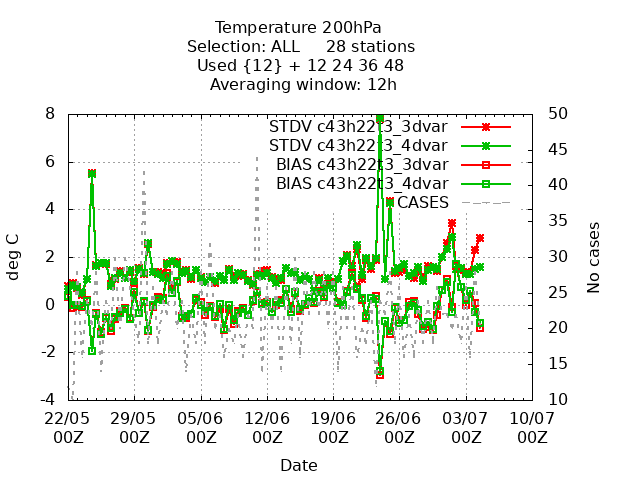 Temperature 200hPa
Selection: ALL     28 stations
Used {12} + 12 24 36 48
Averaging window: 12h
STDV c43h22t3_3dvar
STDV c43h22t3_4dvar
BIAS c43h22t3_3dvar
BIAS c43h22t3_4dvar
CASES
8
6
4
2
0
-2
-4
deg C
50
45
40
35
30
25
20
15
10
No cases
22/05 29/05 05/06 12/06 19/06 26/06 03/07 10/07
00Z 00Z 00Z 00Z 00Z 00Z 00Z 00Z
Date